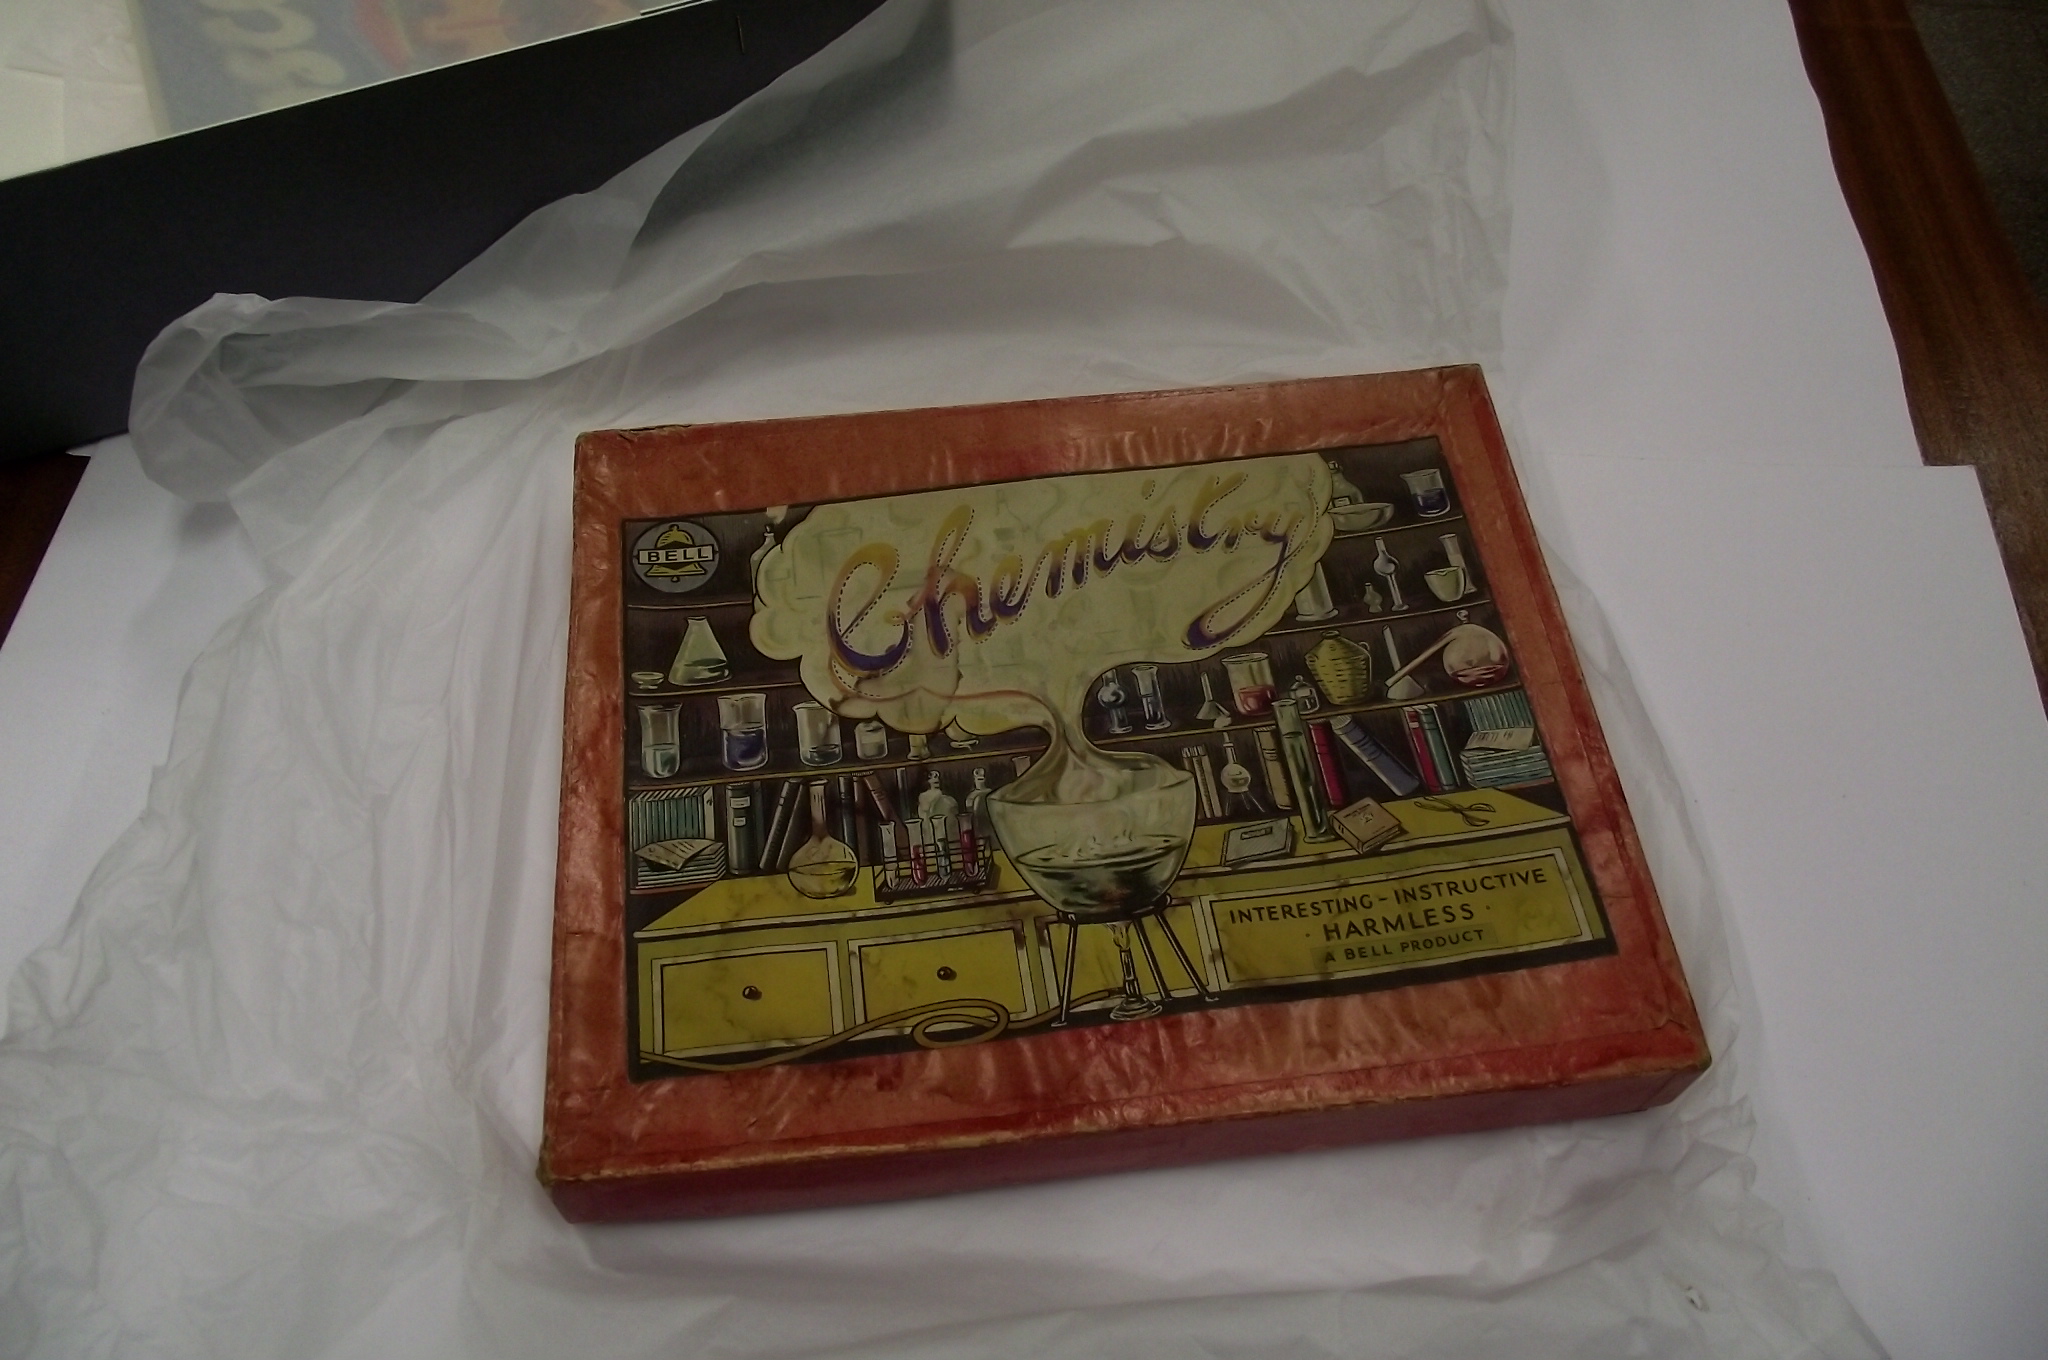 Chemistry
BELL
INTERESTING - INSTRUCTIVE
· HARMLESS ·
A BELL PRODUCT